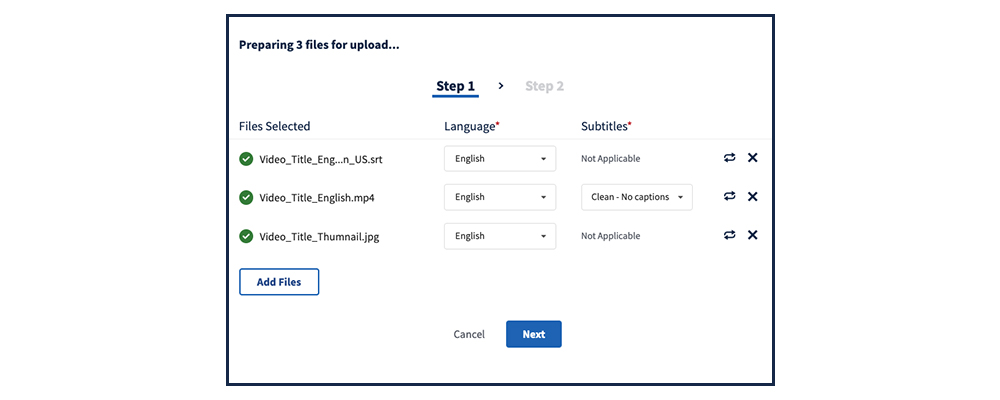 Preparing 3 files for upload...
Step 1 > Step 2
Files Selected Language* Subtitles*
Video_Title_Eng...n_US.srt English Not Applicable
Video_Title_English.mp4 English Clean - No captions
Video_Title_Thumnail.jpg English Not Applicable
Add Files
Cancel Next